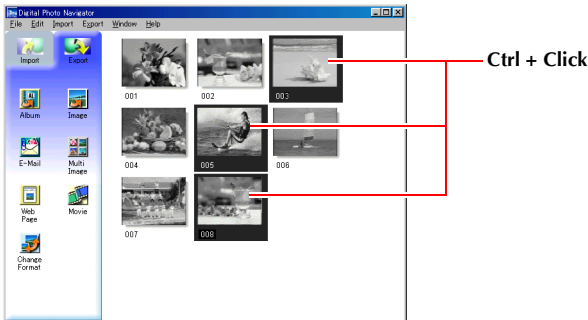 Digital Photo Navigator
File Edit Import Export Window Help
Import Export
Album Image
E-Mail Multi Image
Web Page Movie
Change Format
001 002 003
004 005 006
007 008
Ctrl + Click